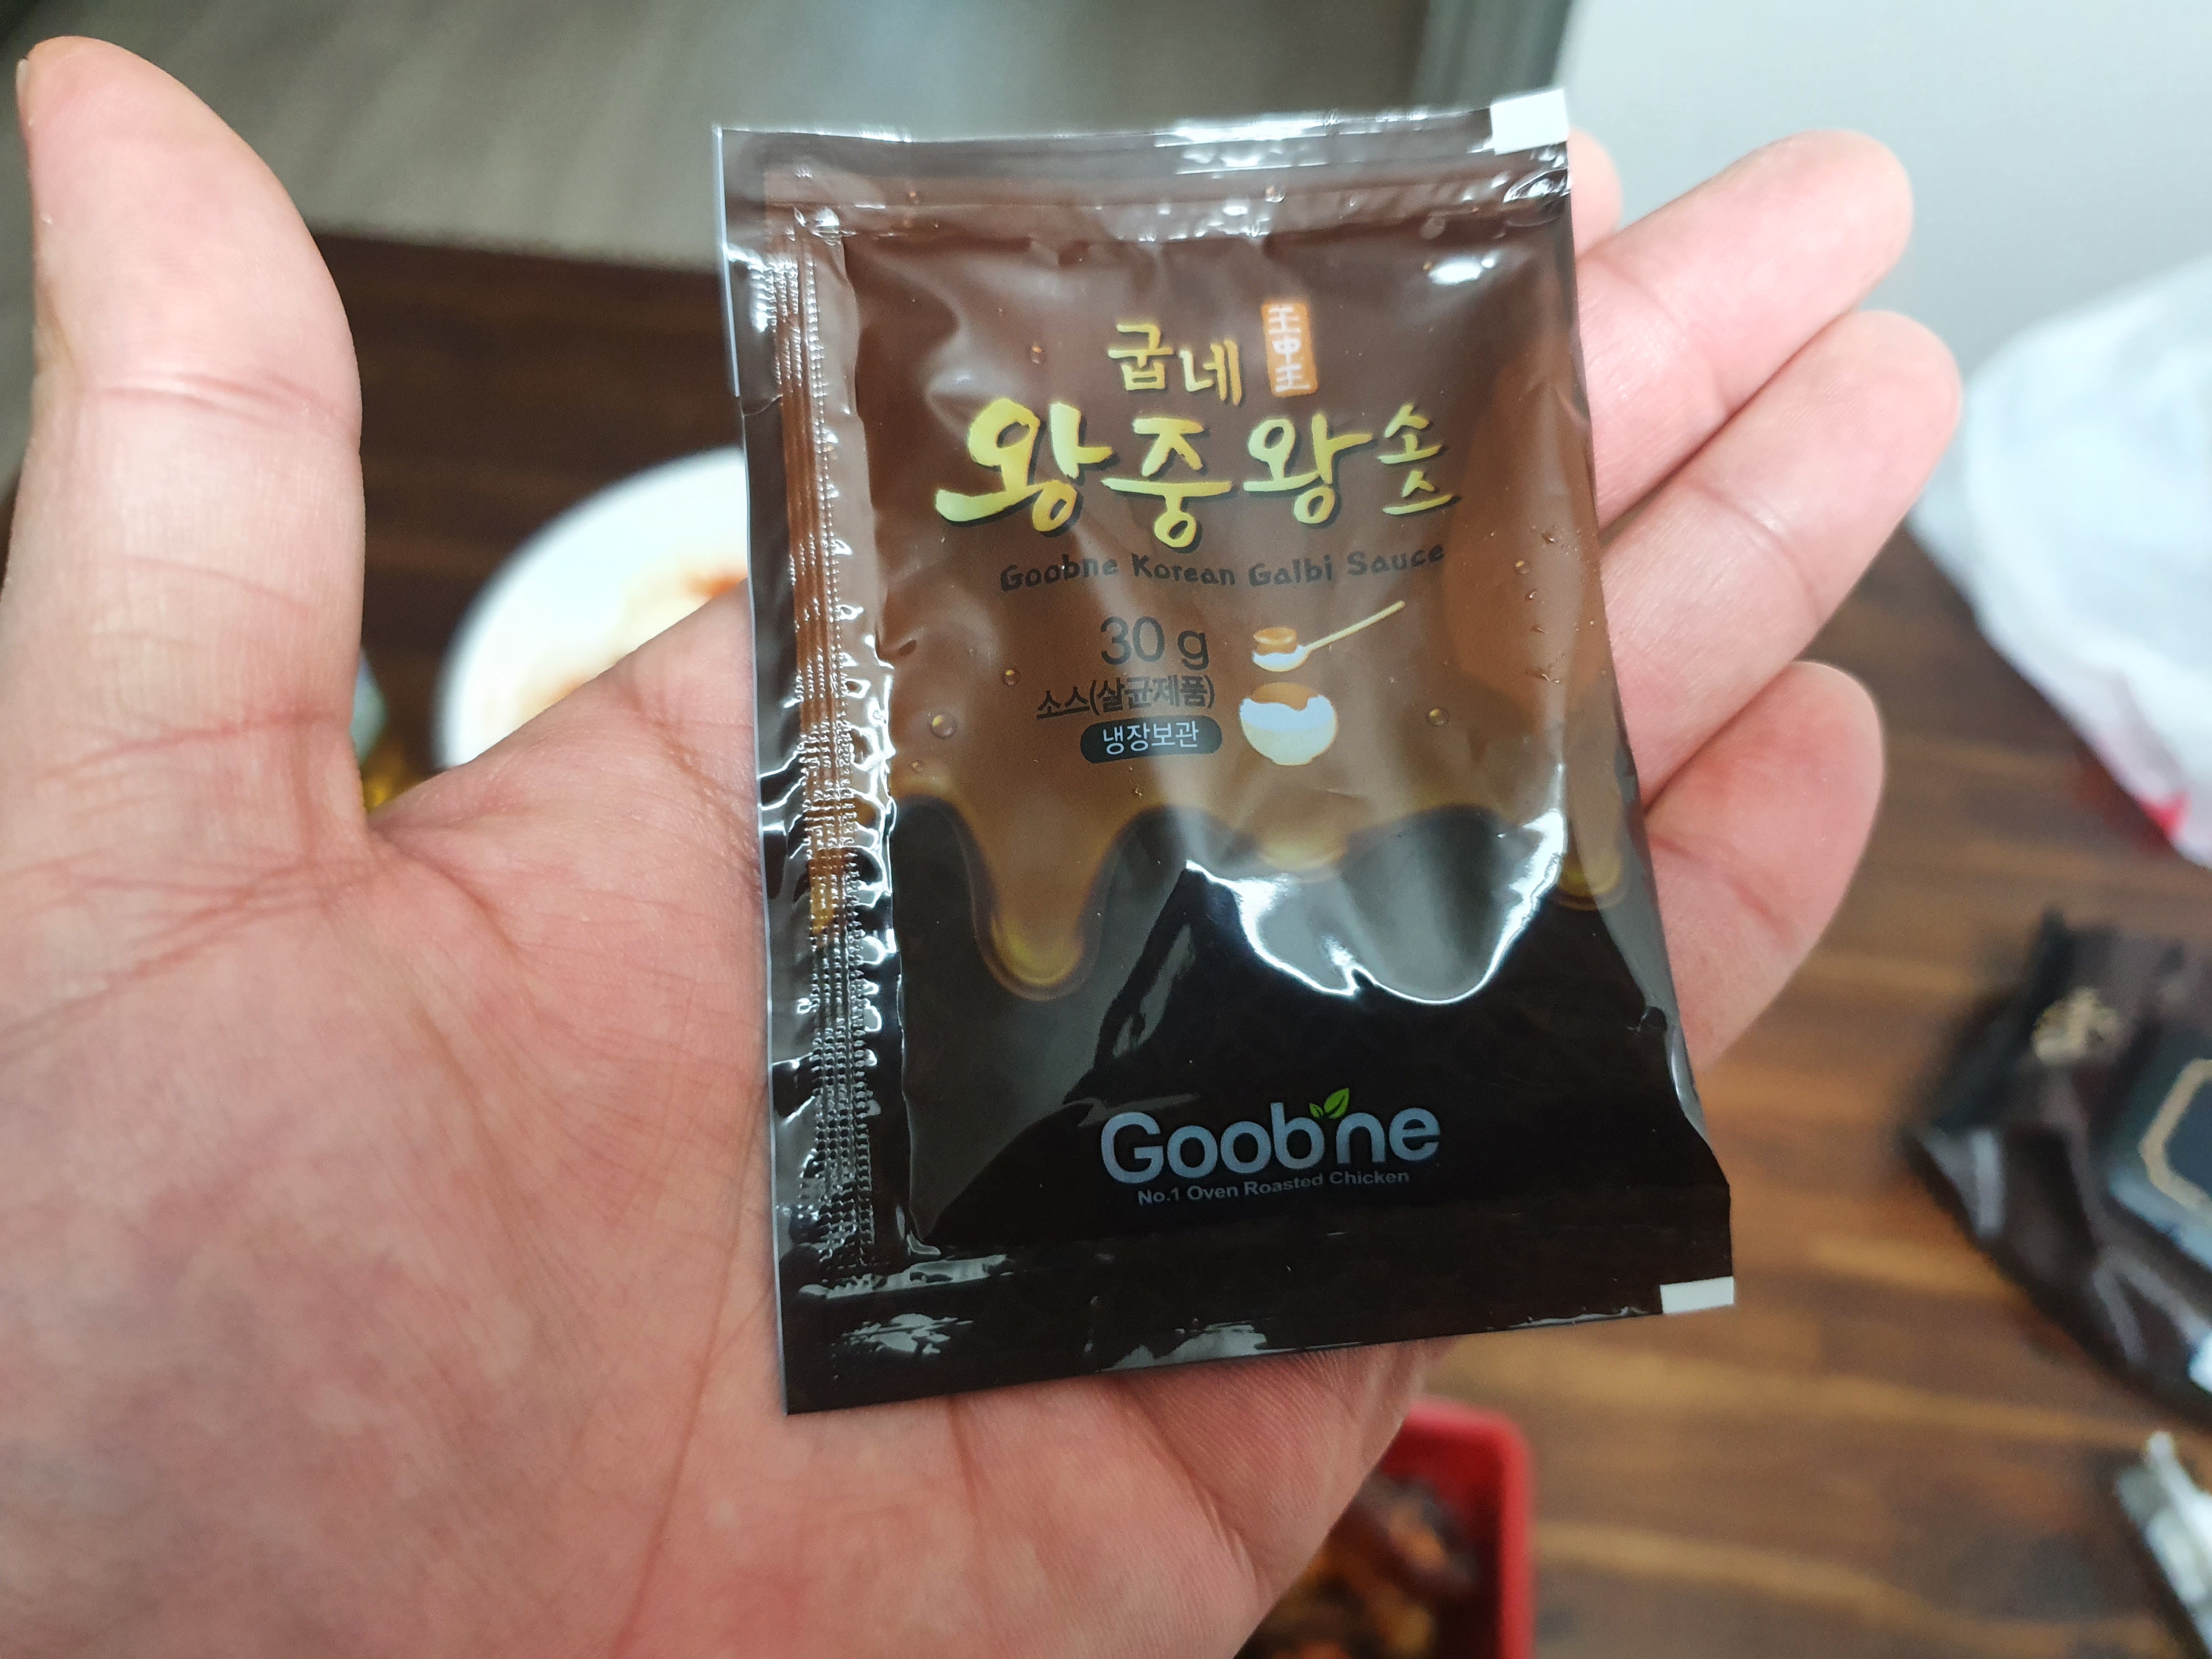 굽네
王中王
왕중왕 소스
Goobne Korean Galbi Sauce
30 g
소스(살균제품)
냉장보관
Goobne
No.1 Oven Roasted Chicken